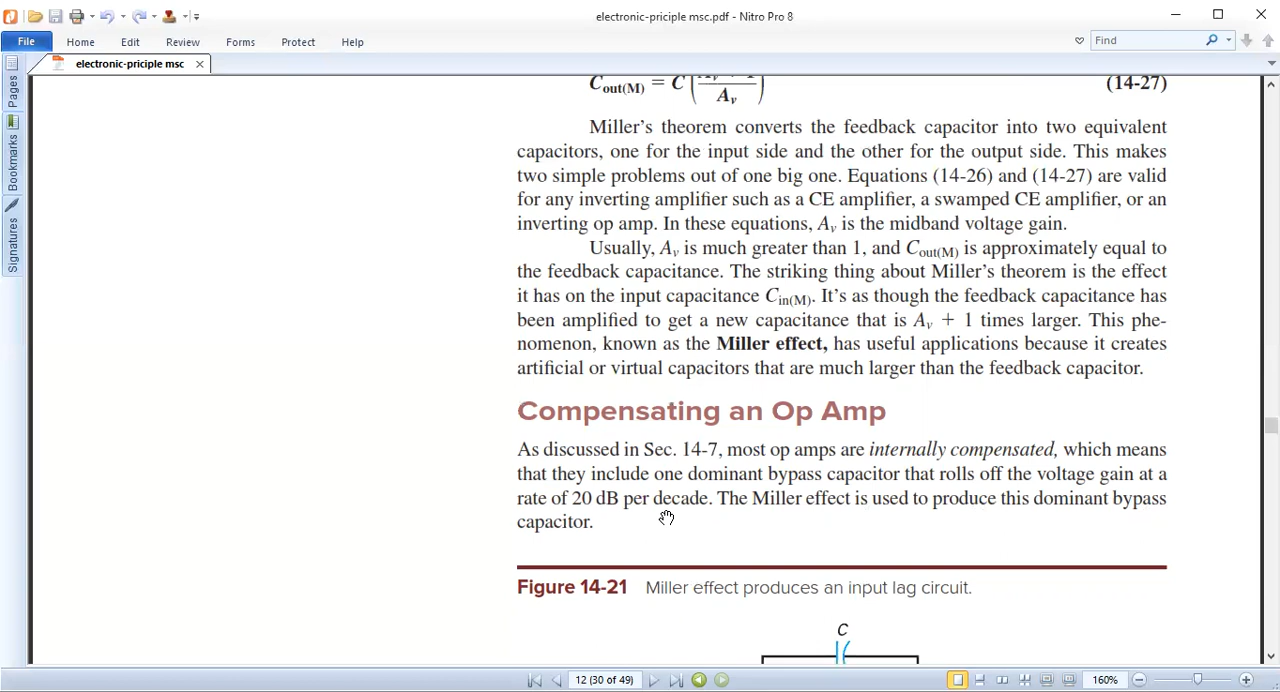 electronic-priciple msc.pdf - Nitro Pro 8
File Home Edit Review Forms Protect Help
Find
electronic-priciple msc
Pages
Bookmarks
Signatures
Cout(M) = C (Av + 1 / Av) (14-27)
Miller's theorem converts the feedback capacitor into two equivalent
capacitors, one for the input side and the other for the output side. This makes
two simple problems out of one big one. Equations (14-26) and (14-27) are valid
for any inverting amplifier such as a CE amplifier, a swamped CE amplifier, or an
inverting op amp. In these equations, Av is the midband voltage gain.
Usually, Av is much greater than 1, and Cout(M) is approximately equal to
the feedback capacitance. The striking thing about Miller's theorem is the effect
it has on the input capacitance Cin(M). It's as though the feedback capacitance has
been amplified to get a new capacitance that is Av + 1 times larger. This phe-
nomenon, known as the Miller effect, has useful applications because it creates
artificial or virtual capacitors that are much larger than the feedback capacitor.
Compensating an Op Amp
As discussed in Sec. 14-7, most op amps are internally compensated, which means
that they include one dominant bypass capacitor that rolls off the voltage gain at a
rate of 20 dB per decade. The Miller effect is used to produce this dominant bypass
capacitor.
Figure 14-21 Miller effect produces an input lag circuit.
C
12 (30 of 49)
160%